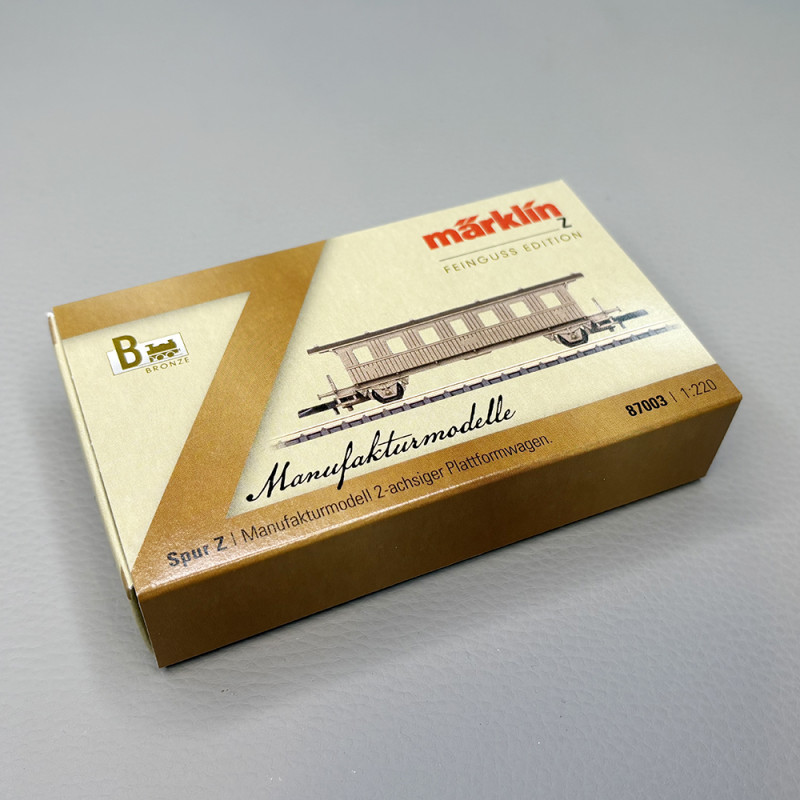 märklin
Z
FEINGUSS EDITION
B
BRONZE
Manufakturmodelle
87003 | 1:220
Spur Z | Manufakturmodell 2-achsiger Plattformwagen.